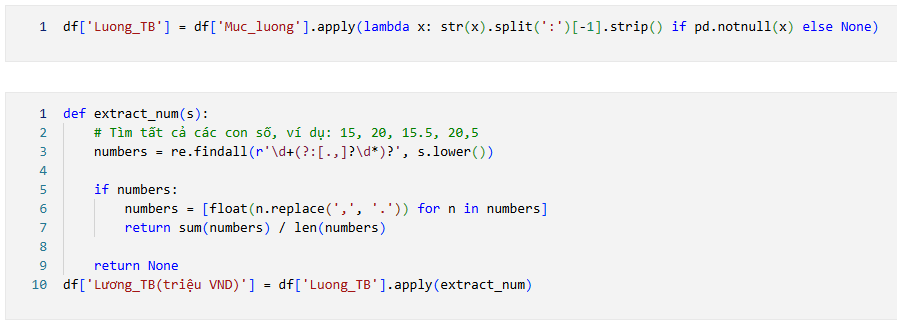 1 df['Luong_TB'] = df['Muc_luong'].apply(lambda x: str(x).split(':')[-1].strip() if pd.notnull(x) else None)
1 def extract_num(s):
2 # Tìm tất cả các con số, ví dụ: 15, 20, 15.5, 20,5
3 numbers = re.findall(r'\d+(?:[.,]?\d*)?', s.lower())
4
5 if numbers:
6 numbers = [float(n.replace(',', '.')) for n in numbers]
7 return sum(numbers) / len(numbers)
8
9 return None
10 df['Lương_TB(triệu VND)'] = df['Luong_TB'].apply(extract_num)